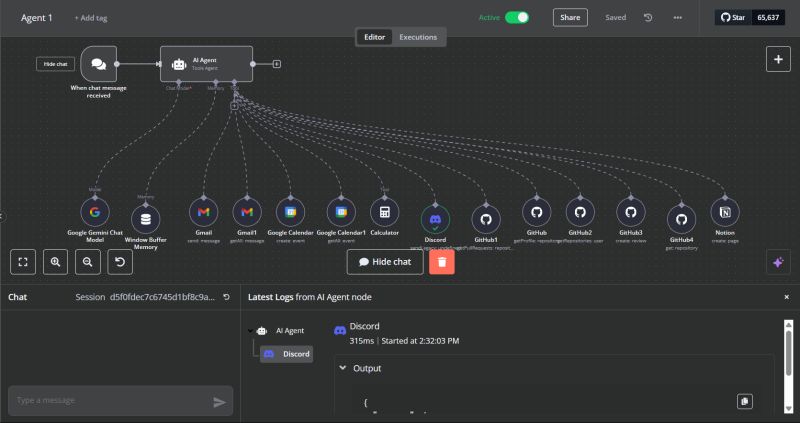 Agent 1
+ Add tag
Active
Share
Saved
Star
65,637
Editor
Executions
Hide chat
When chat message
received
AI Agent
Tools Agent
Chat Model*
Memory
Tool
Model
Memory
Tool
Google Gemini Chat
Model
Window Buffer
Memory
Gmail
send: message
Gmail1
getAll: message
Google Calendar
create: event
Google Calendar1
getAll: event
Calculator
Discord
GitHub1
GitHub
getProfile: repository
GitHub2
getRepositories: user
GitHub3
create: review
GitHub4
get: repository
Notion
create: page
Hide chat
Chat
Session
d5f0fdec7c6745d1bf8c9a...
Latest Logs from AI Agent node
AI Agent
Discord
Discord
315ms | Started at 2:32:03 PM
Output
{
Type a message